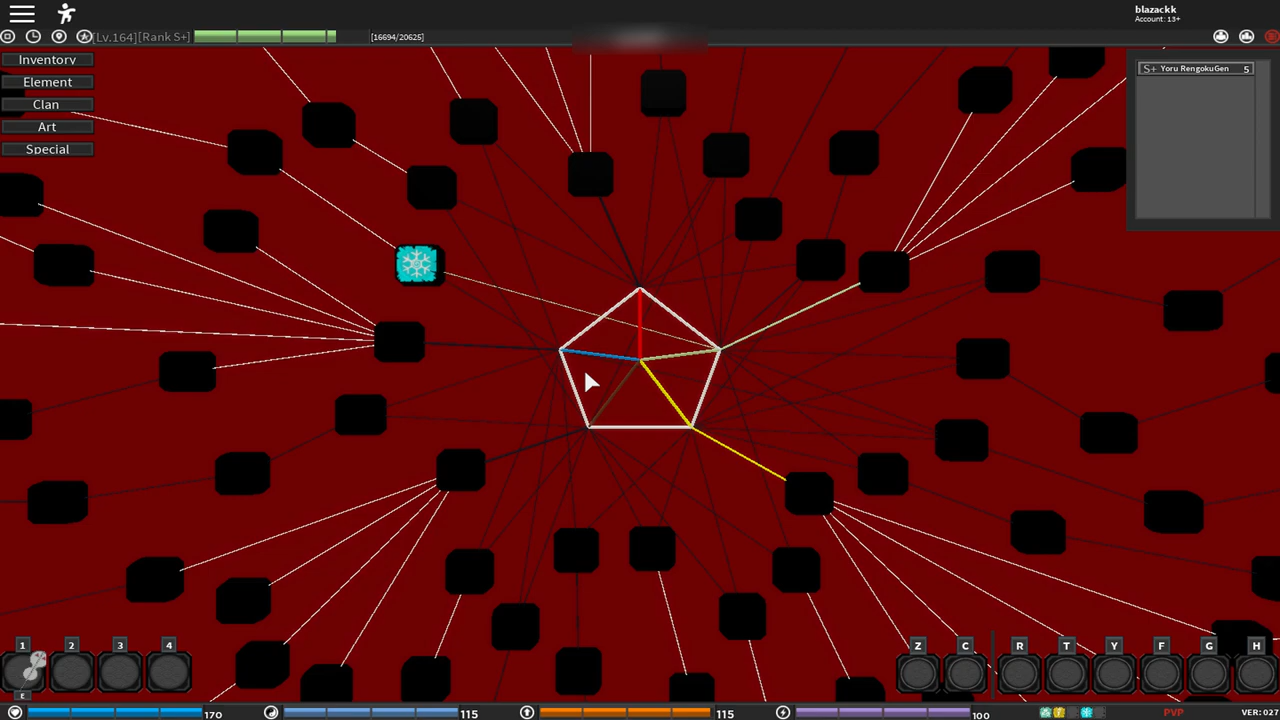 blazackk
Account: 13+
[Lv.164][Rank S+]
[16694/20625]
Inventory
Element
Clan
Art
Special
S+ Yoru RengokuGen 5
1 2 3 4
E
Z C R T Y F G H
170 115 115 100
PVP
VER:027